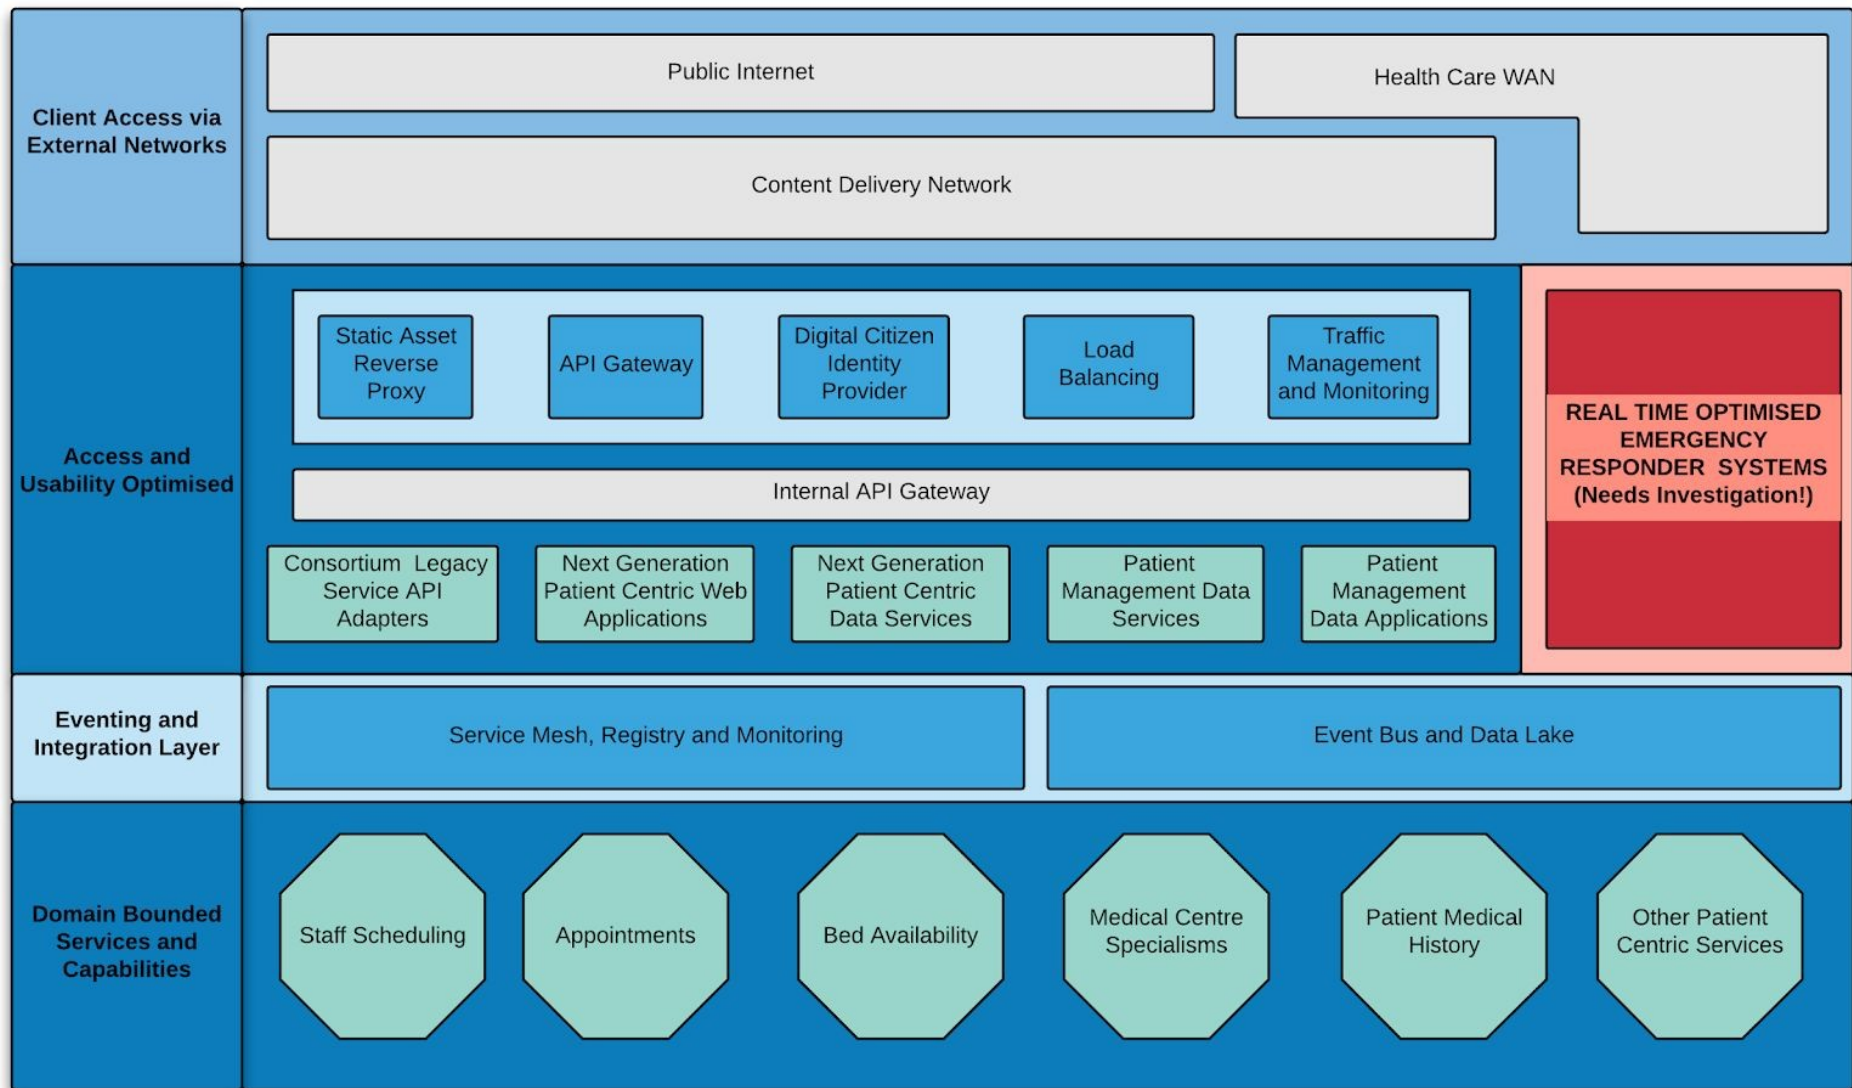 Client Access via
External Networks
Public Internet
Health Care WAN
Content Delivery Network
Access and
Usability Optimised
Static Asset
Reverse
Proxy
API Gateway
Digital Citizen
Identity
Provider
Load
Balancing
Traffic
Management
and Monitoring
Internal API Gateway
Consortium Legacy
Service API
Adapters
Next Generation
Patient Centric Web
Applications
Next Generation
Patient Centric
Data Services
Patient
Management Data
Services
Patient
Management
Data Applications
REAL TIME OPTIMISED
EMERGENCY
RESPONDER SYSTEMS
(Needs Investigation!)
Eventing and
Integration Layer
Service Mesh, Registry and Monitoring
Event Bus and Data Lake
Domain Bounded
Services and
Capabilities
Staff Scheduling
Appointments
Bed Availability
Medical Centre
Specialisms
Patient Medical
History
Other Patient
Centric Services